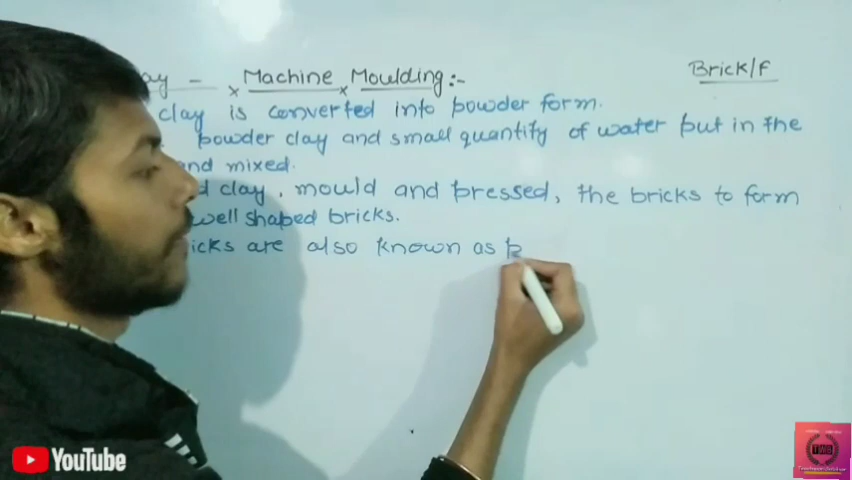 Machine Moulding :-
Brick/f
clay is converted into powder form.
powder clay and small quantity of water put in the
and mixed.
clay, mould and pressed, the bricks to form
well shaped bricks.
are also known as
YouTube
TWB